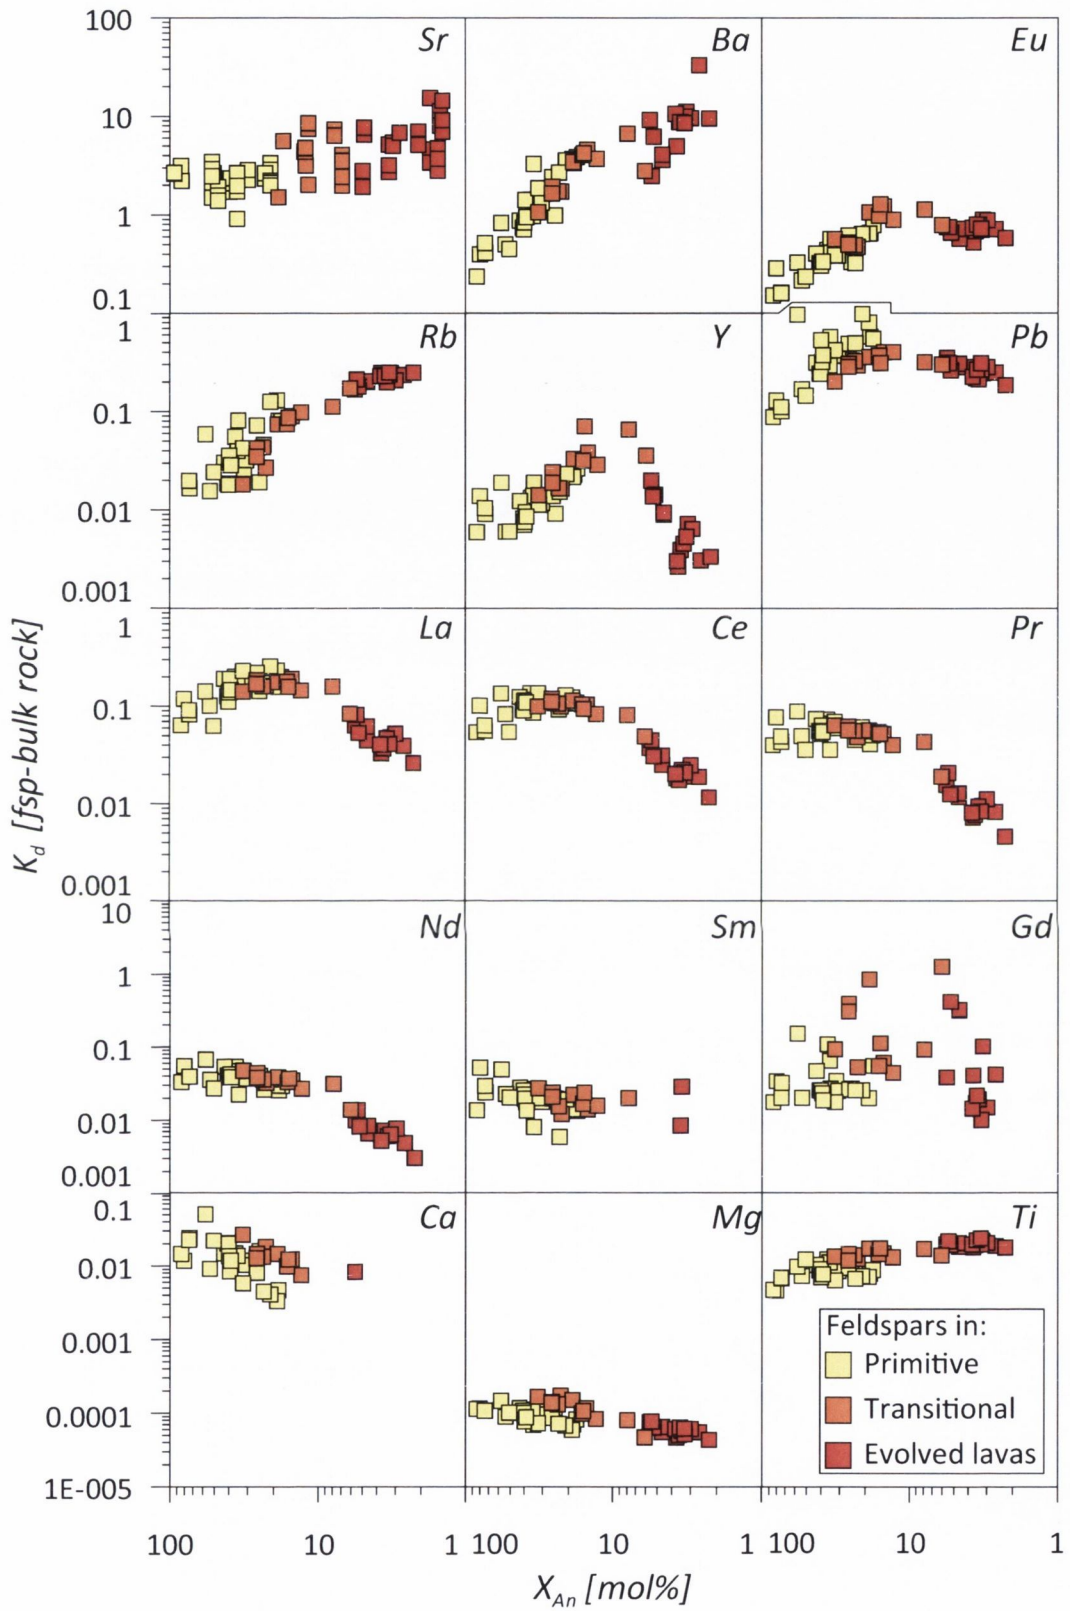 100
10
1
0.1
Sr
Ba
Eu
1
0.1
0.01
0.001
Rb
Y
Pb
1
0.1
0.01
0.001
La
Ce
Pr
10
1
0.1
0.01
0.001
Nd
Sm
Gd
0.1
0.01
0.001
0.0001
1E-005
Ca
Mg
Ti
Feldspars in:
Primitive
Transitional
Evolved lavas
K_d [fsp-bulk rock]
100 10 1 100 10 1 100 10 1
X_An [mol%]